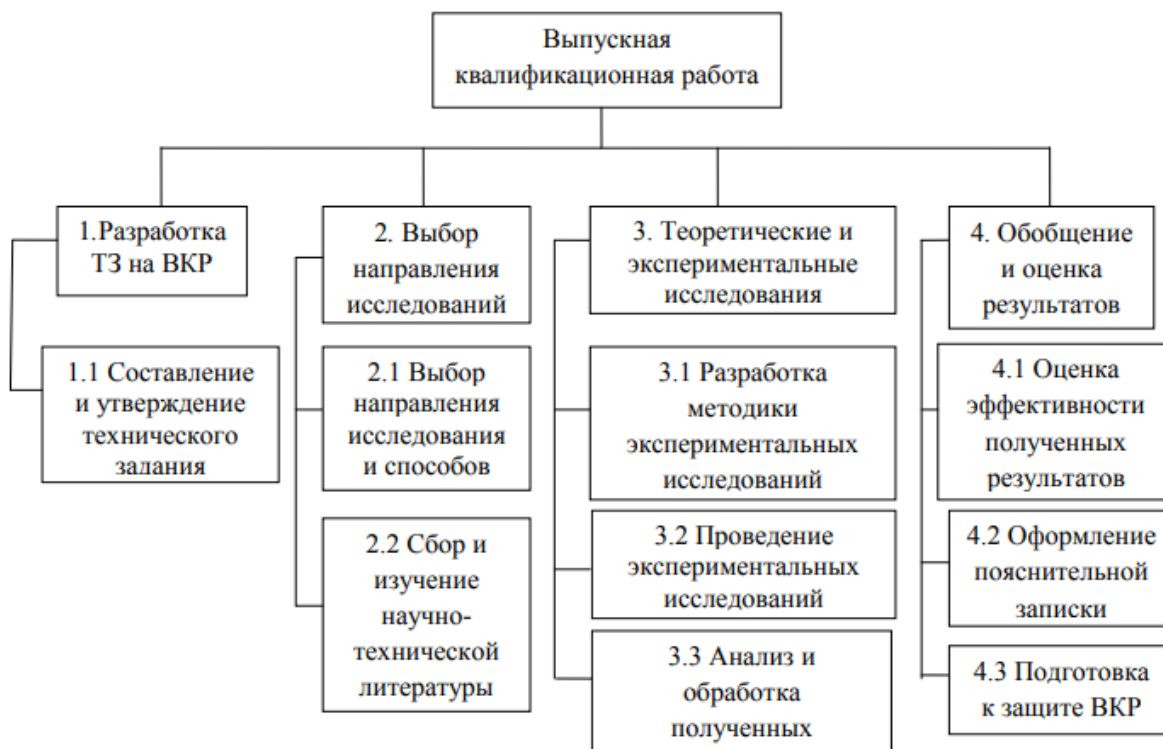 Выпускная
квалификационная работа
1.Разработка
ТЗ на ВКР
2. Выбор
направления
исследований
3. Теоретические и
экспериментальные
исследования
4. Обобщение
и оценка
результатов
1.1 Составление
и утверждение
технического
задания
2.1 Выбор
направления
исследования
и способов
3.1 Разработка
методики
экспериментальных
исследований
4.1 Оценка
эффективности
полученных
результатов
2.2 Сбор и
изучение
научно-
технической
литературы
3.2 Проведение
экспериментальных
исследований
4.2 Оформление
пояснительной
записки
3.3 Анализ и
обработка
полученных
4.3 Подготовка
к защите ВКР